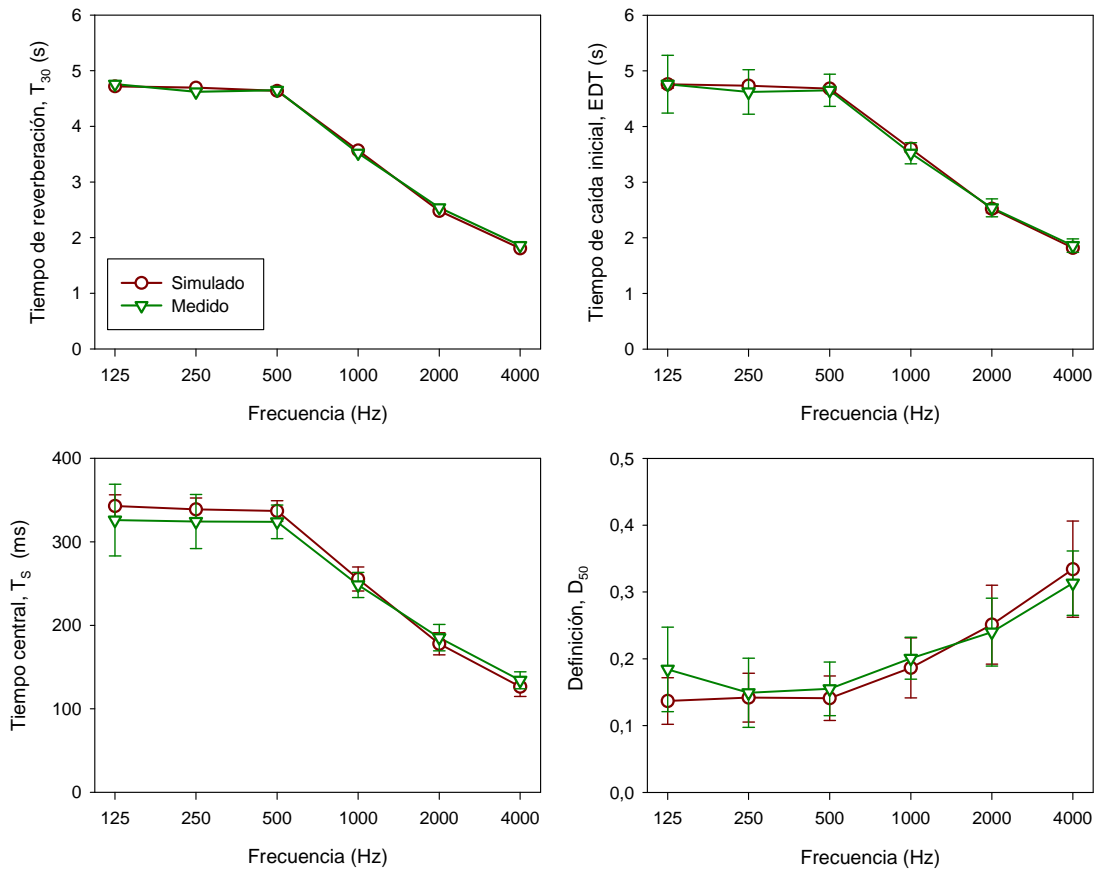 Tiempo de reverberación, T30 (s)
6
5
4
3
2
1
0
Simulado
Medido
125 250 500 1000 2000 4000
Frecuencia (Hz)
Tiempo de caída inicial, EDT (s)
6
5
4
3
2
1
0
125 250 500 1000 2000 4000
Frecuencia (Hz)
Tiempo central, TS (ms)
400
300
200
100
0
125 250 500 1000 2000 4000
Frecuencia (Hz)
Definición, D50
0,5
0,4
0,3
0,2
0,1
0,0
125 250 500 1000 2000 4000
Frecuencia (Hz)